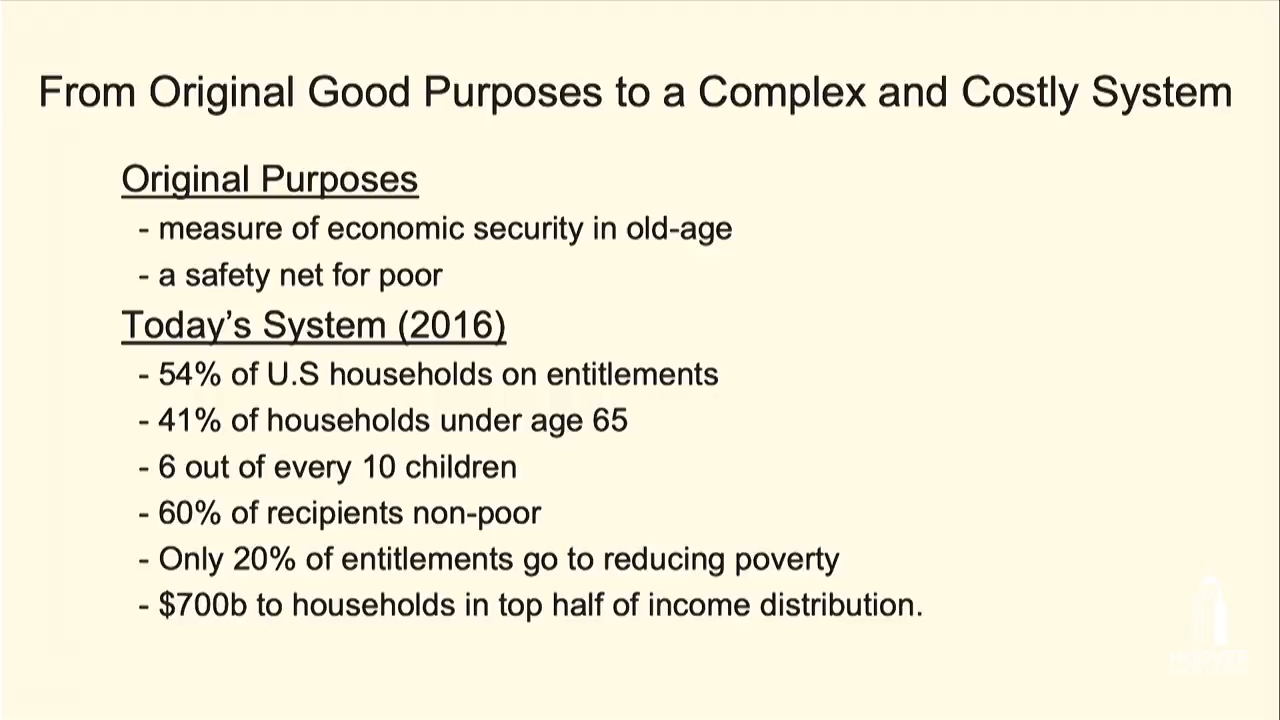 From Original Good Purposes to a Complex and Costly System
Original Purposes
- measure of economic security in old-age
- a safety net for poor
Today’s System (2016)
- 54% of U.S households on entitlements
- 41% of households under age 65
- 6 out of every 10 children
- 60% of recipients non-poor
- Only 20% of entitlements go to reducing poverty
- $700b to households in top half of income distribution.